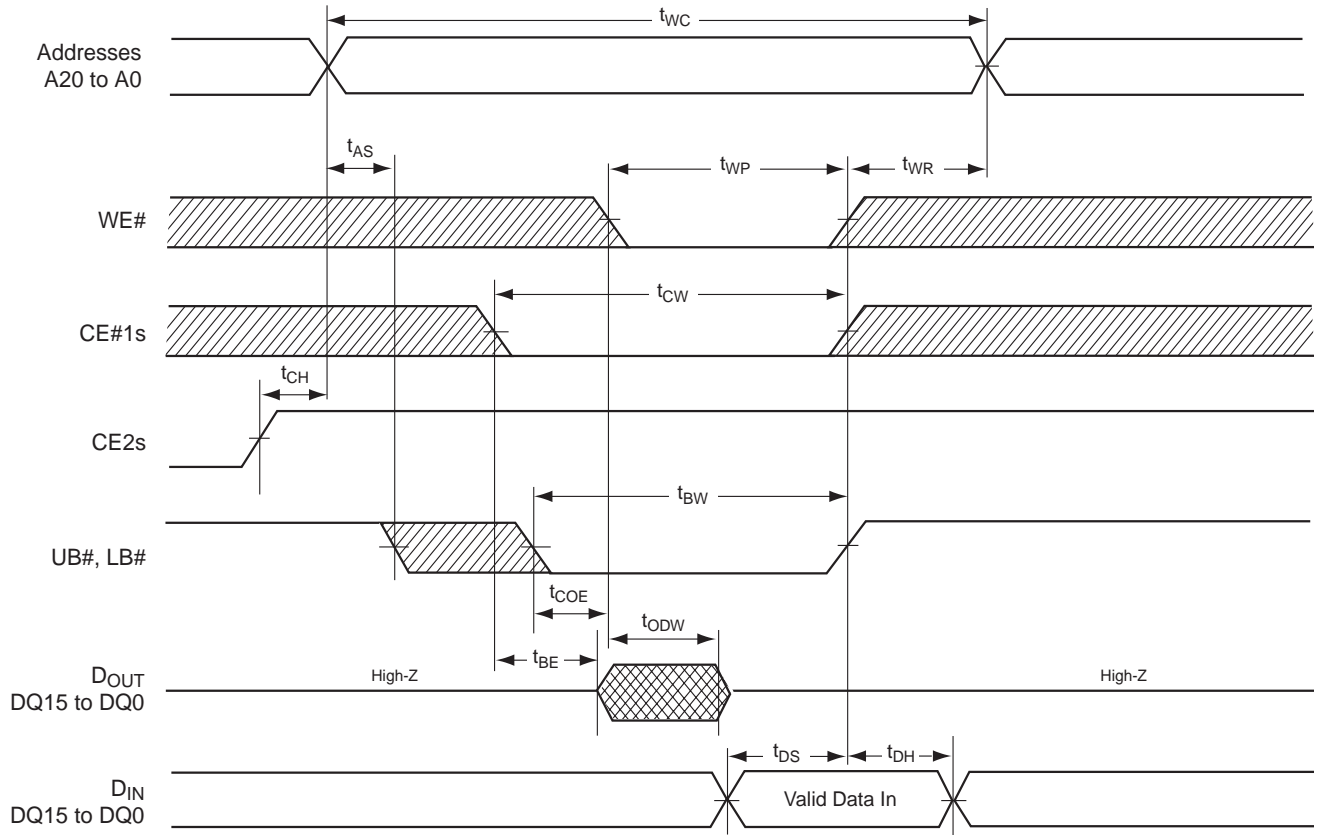 tWC
Addresses
A20 to A0
tAS
tWP
tWR
WE#
tCW
CE#1s
tCH
CE2s
tBW
UB#, LB#
tCOE
tODW
tBE
DOUT
DQ15 to DQ0
High-Z
High-Z
tDS
tDH
DIN
DQ15 to DQ0
Valid Data In